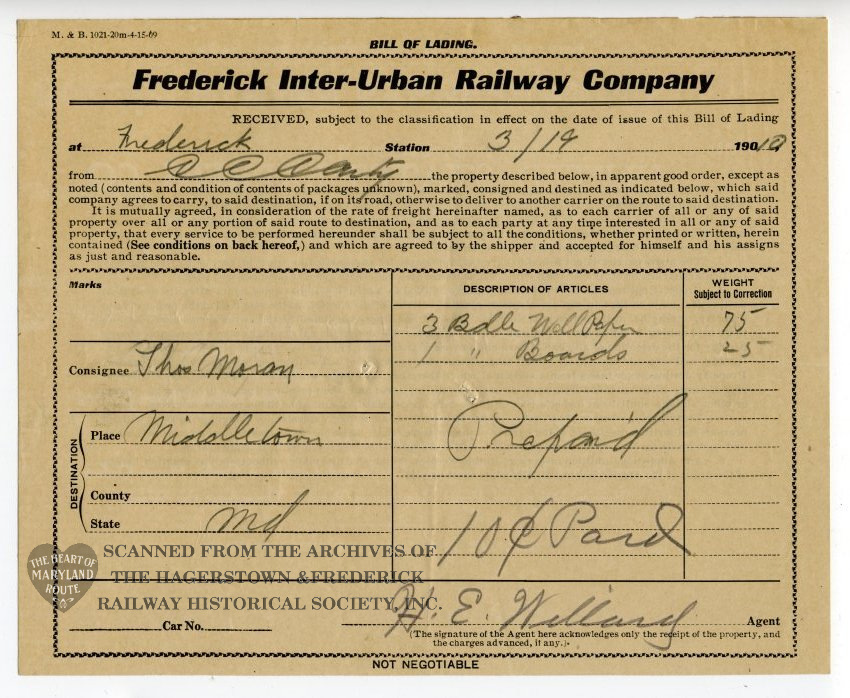 M. & B. 1021-20m-4-15-09
BILL OF LADING.
Frederick Inter-Urban Railway Company
RECEIVED, subject to the classification in effect on the date of issue of this Bill of Lading
at Frederick Station 3/19 19010
from the property described below, in apparent good order, except as
noted (contents and condition of contents of packages unknown), marked, consigned and destined as indicated below, which said
company agrees to carry, to said destination, if on its road, otherwise to deliver to another carrier on the route to said destination.
It is mutually agreed, in consideration of the rate of freight hereinafter named, as to each carrier of all or any of said
property over all or any portion of said route to destination, and as to each party at any time interested in all or any of said
property, that every service to be performed hereunder shall be subject to all the conditions, whether printed or written, herein
contained (See conditions on back hereof,) and which are agreed to by the shipper and accepted for himself and his assigns
as just and reasonable.
Marks
DESCRIPTION OF ARTICLES
WEIGHT
Subject to Correction
3 Bdle Wall Paper 75
1 " Boards 25
Consignee Thos Moran
DESTINATION
Place Middletown
Prepaid
County
State Md
10¢ Paid
THE HEART OF
MARYLAND
ROUTE
SCANNED FROM THE ARCHIVES OF
THE HAGERSTOWN & FREDERICK
RAILWAY HISTORICAL SOCIETY, INC.
Car No.
H. E. Willard Agent
(The signature of the Agent here acknowledges only the receipt of the property, and
the charges advanced, if any.)
NOT NEGOTIABLE